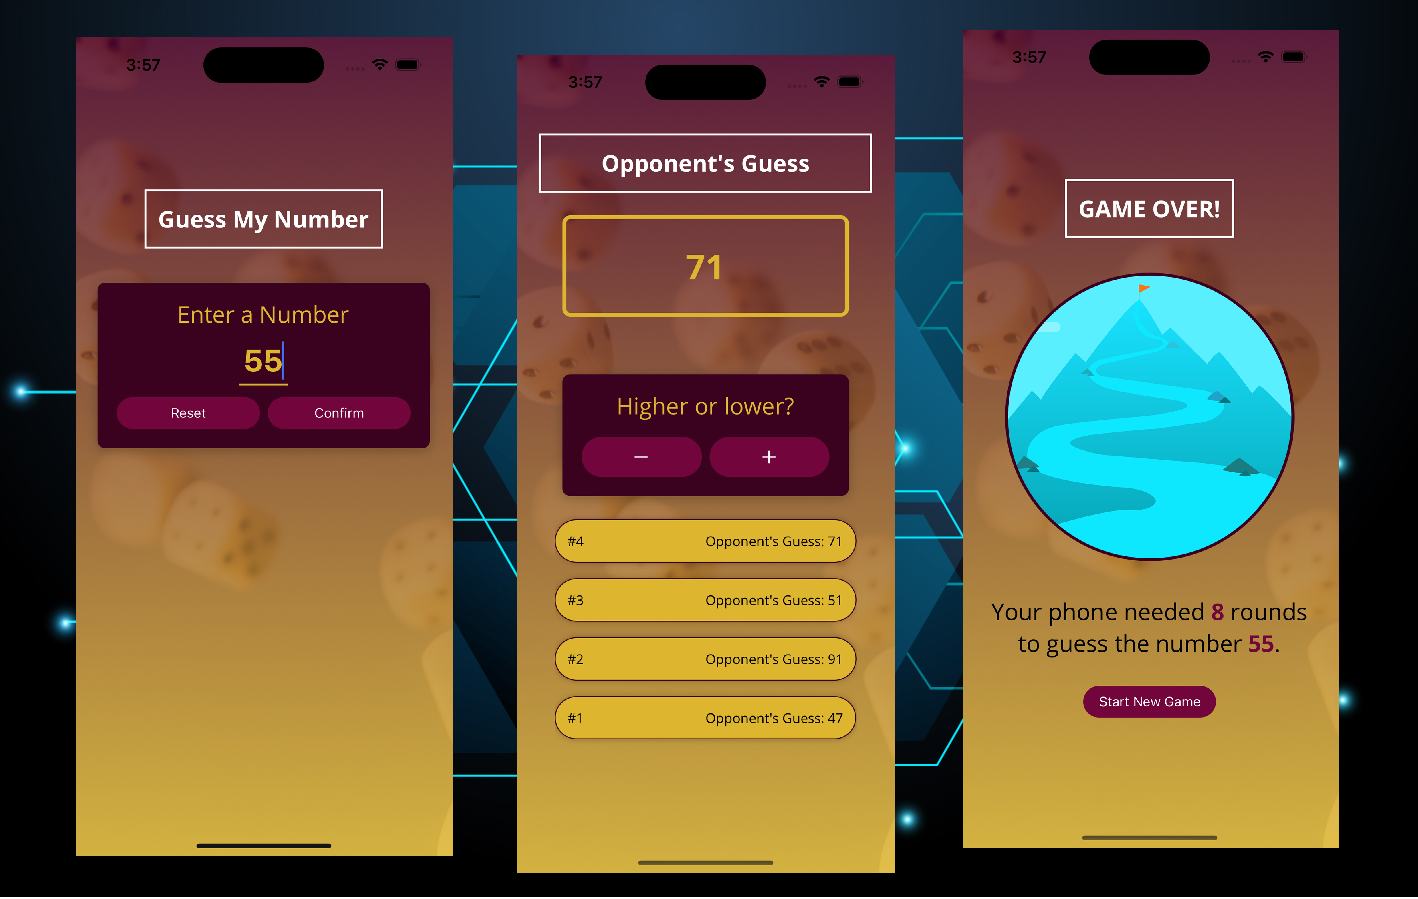 3:57
Guess My Number
Enter a Number
55
Reset
Confirm
3:57
Opponent's Guess
71
Higher or lower?
− +
#4 Opponent's Guess: 71
#3 Opponent's Guess: 51
#2 Opponent's Guess: 91
#1 Opponent's Guess: 47
3:57
GAME OVER!
Your phone needed 8 rounds
to guess the number 55.
Start New Game